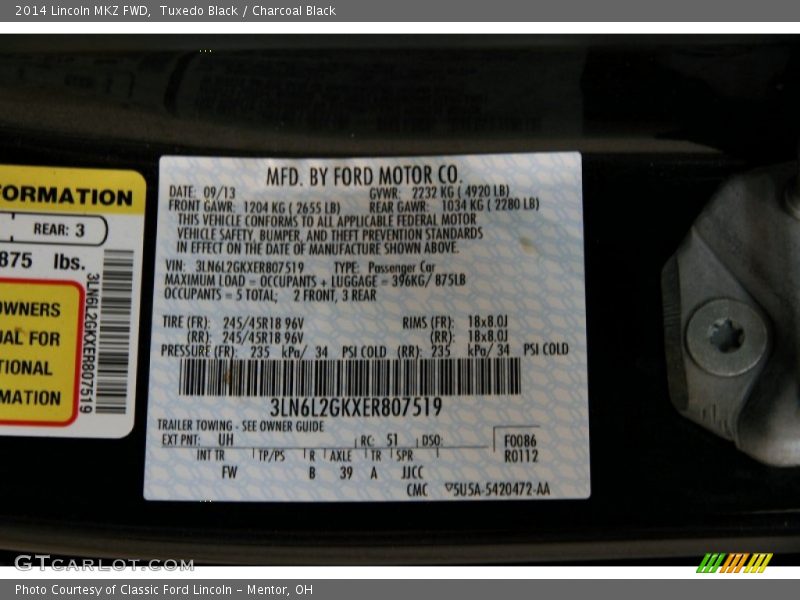 2014 Lincoln MKZ FWD, Tuxedo Black / Charcoal Black
ORMATION
REAR: 3
875 lbs.
3LN6L2GKXER807519
OWNERS
UAL FOR
TIONAL
MATION
MFD. BY FORD MOTOR CO.
DATE: 09/13 GVWR: 2232 KG ( 4920 LB)
FRONT GAWR: 1204 KG ( 2655 LB) REAR GAWR: 1034 KG ( 2280 LB)
THIS VEHICLE CONFORMS TO ALL APPLICABLE FEDERAL MOTOR
VEHICLE SAFETY, BUMPER, AND THEFT PREVENTION STANDARDS
IN EFFECT ON THE DATE OF MANUFACTURE SHOWN ABOVE.
VIN: 3LN6L2GKXER807519 TYPE: Passenger Car
MAXIMUM LOAD = OCCUPANTS + LUGGAGE = 396KG/ 875LB
OCCUPANTS = 5 TOTAL; 2 FRONT, 3 REAR
TIRE (FR): 245/45R18 96V RIMS (FR): 18x8.0J
(RR): 245/45R18 96V (RR): 18x8.0J
PRESSURE (FR): 235 kPa/ 34 PSI COLD (RR): 235 kPa/ 34 PSI COLD
3LN6L2GKXER807519
TRAILER TOWING - SEE OWNER GUIDE
EXT PNT: UH RC: 51 DSO: F0086
INT TR TP/PS R AXLE TR SPR R0112
FW B 39 A JJCC
CMC ▽5U5A-5420472-AA
GTCarLot.com
Photo Courtesy of Classic Ford Lincoln - Mentor, OH